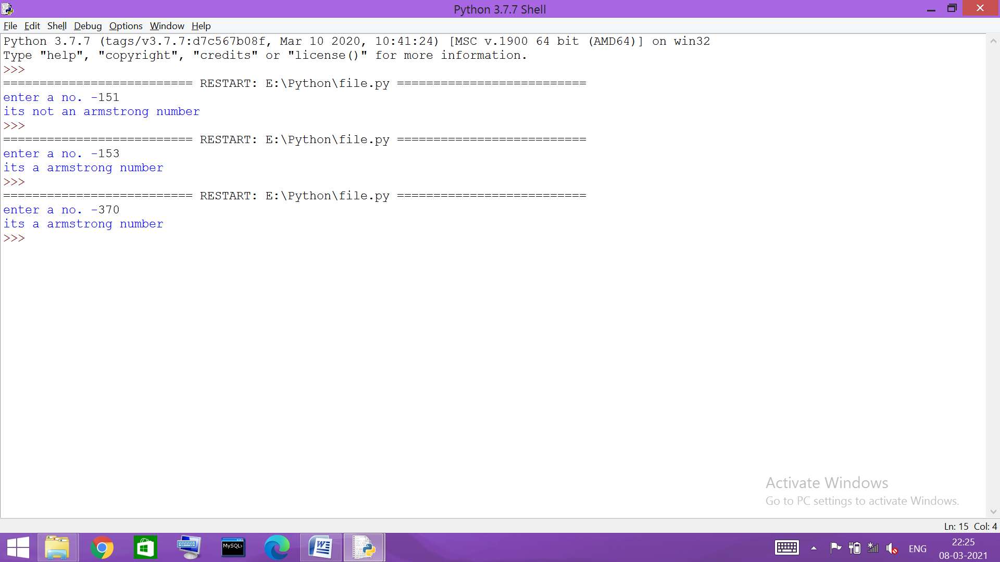 Python 3.7.7 Shell
File Edit Shell Debug Options Window Help
Python 3.7.7 (tags/v3.7.7:d7c567b08f, Mar 10 2020, 10:41:24) [MSC v.1900 64 bit (AMD64)] on win32
Type "help", "copyright", "credits" or "license()" for more information.
>>>
========================== RESTART: E:\Python\file.py ==========================
enter a no. -151
its not an armstrong number
>>>
========================== RESTART: E:\Python\file.py ==========================
enter a no. -153
its a armstrong number
>>>
========================== RESTART: E:\Python\file.py ==========================
enter a no. -370
its a armstrong number
>>>
Activate Windows
Go to PC settings to activate Windows.
Ln: 15 Col: 4
MySQL>
W
ENG
22:25
08-03-2021